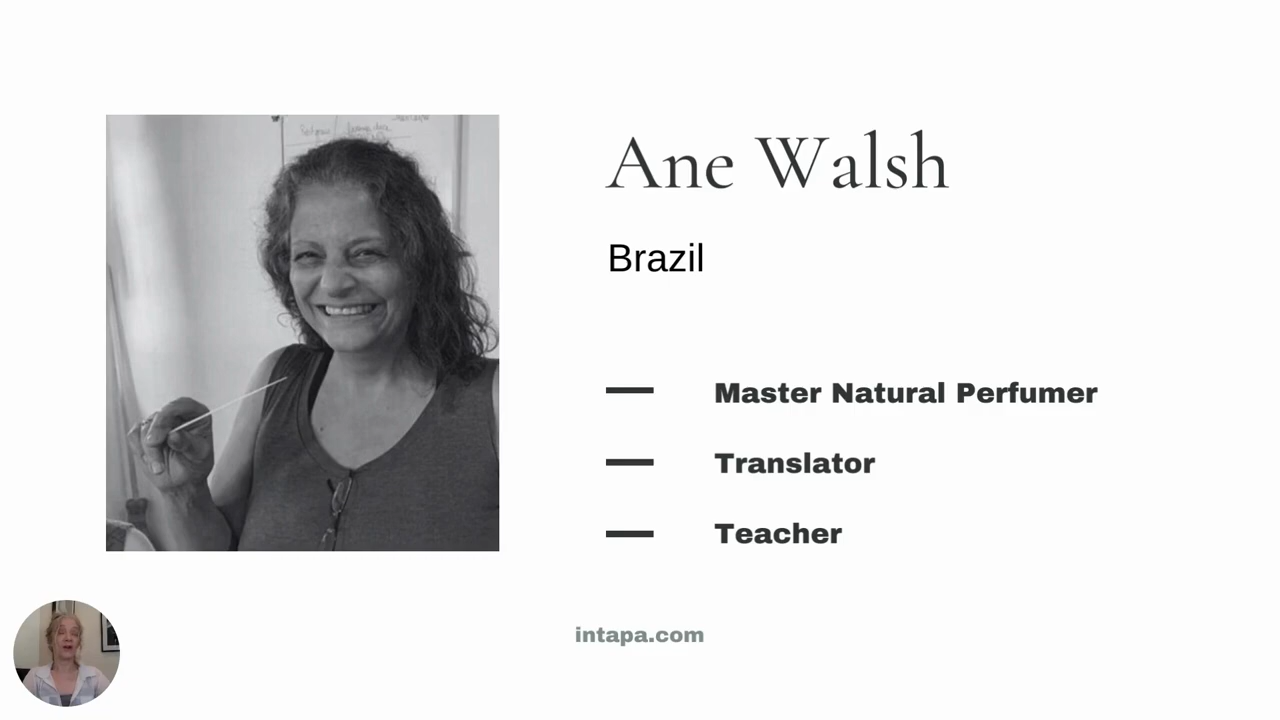 Ane Walsh
Brazil
Master Natural Perfumer
Translator
Teacher
intapa.com